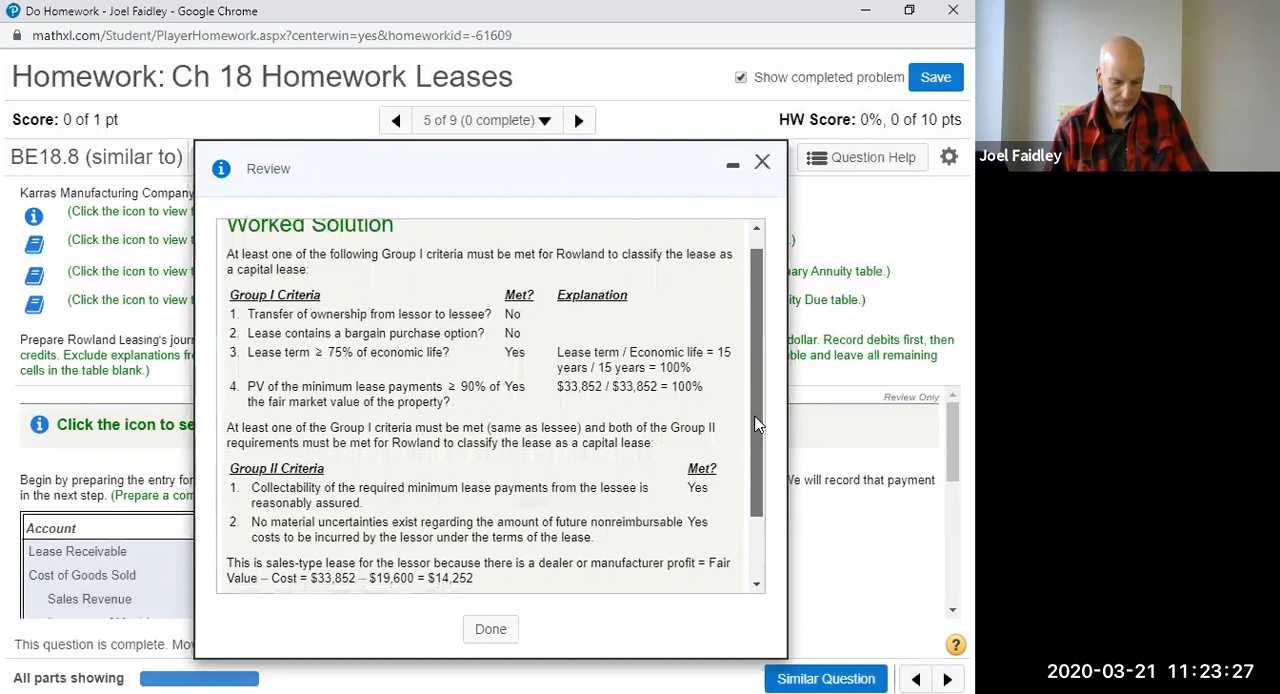 Do Homework - Joel Faidley - Google Chrome
mathxl.com/Student/PlayerHomework.aspx?centerwin=yes&homeworkid=-61609
Homework: Ch 18 Homework Leases
Show completed problem
Save
Score: 0 of 1 pt
5 of 9 (0 complete)
HW Score: 0%, 0 of 10 pts
BE18.8 (similar to)
Review
Question Help
Joel Faidley
Karras Manufacturing Company
(Click the icon to view t
(Click the icon to view t
.)
(Click the icon to view t
ary Annuity table.)
(Click the icon to view t
ity Due table.)
Prepare Rowland Leasing's jour
dollar. Record debits first, then
credits. Exclude explanations fr
ble and leave all remaining
cells in the table blank.)
Review Only
Click the icon to se
Begin by preparing the entry for
We will record that payment
in the next step. (Prepare a com
Account
Lease Receivable
Cost of Goods Sold
Sales Revenue
Worked Solution
At least one of the following Group I criteria must be met for Rowland to classify the lease as
a capital lease:
Group I Criteria Met? Explanation
1. Transfer of ownership from lessor to lessee? No
2. Lease contains a bargain purchase option? No
3. Lease term ≥ 75% of economic life? Yes Lease term / Economic life = 15
years / 15 years = 100%
4. PV of the minimum lease payments ≥ 90% of Yes $33,852 / $33,852 = 100%
the fair market value of the property?
At least one of the Group I criteria must be met (same as lessee) and both of the Group II
requirements must be met for Rowland to classify the lease as a capital lease:
Group II Criteria Met?
1. Collectability of the required minimum lease payments from the lessee is Yes
reasonably assured.
2. No material uncertainties exist regarding the amount of future nonreimbursable Yes
costs to be incurred by the lessor under the terms of the lease.
This is sales-type lease for the lessor because there is a dealer or manufacturer profit = Fair
Value – Cost = $33,852 – $19,600 = $14,252
Done
This question is complete. Mo
?
All parts showing
Similar Question
2020-03-21 11:23:27